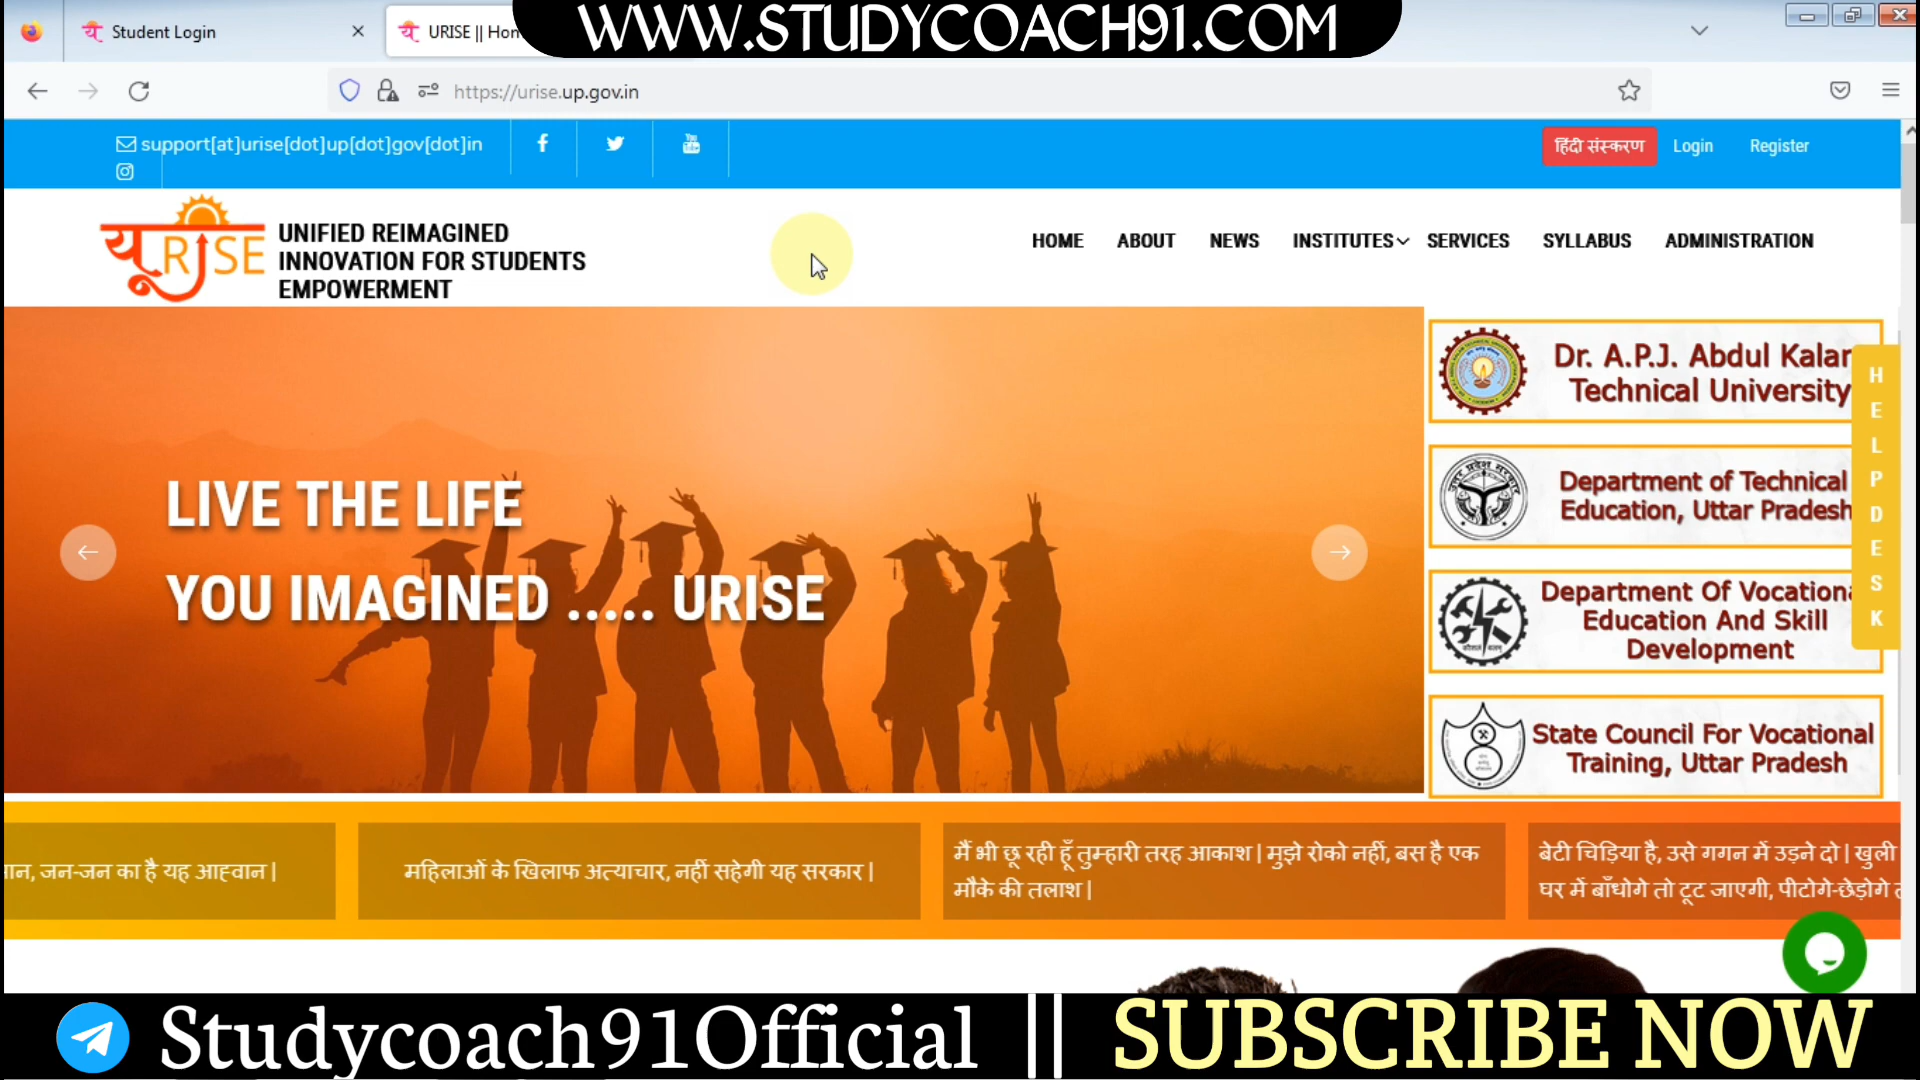 WWW.STUDYCOACH91.COM
Student Login
URISE || Hon
https://urise.up.gov.in
support[at]urise[dot]up[dot]gov[dot]in
हिंदी संस्करण Login Register
यू RISE
UNIFIED REIMAGINED
INNOVATION FOR STUDENTS
EMPOWERMENT
HOME ABOUT NEWS INSTITUTES SERVICES SYLLABUS ADMINISTRATION
LIVE THE LIFE
YOU IMAGINED ..... URISE
Dr. A.P.J. Abdul Kalam
Technical University
Department of Technical
Education, Uttar Pradesh
Department Of Vocationa
Education And Skill
Development
State Council For Vocational
Training, Uttar Pradesh
HELPDESK
मान, जन-जन का है यह आह्वान |
महिलाओं के खिलाफ अत्याचार, नहीं सहेगी यह सरकार |
मैं भी छू रही हूँ तुम्हारी तरह आकाश | मुझे रोको नहीं, बस है एक
मौके की तलाश |
बेटी चिड़िया है, उसे गगन में उड़ने दो | खुली
घर में बाँधोगे तो टूट जाएगी, पीटोगे-छेड़ोगे
Studycoach91Official || SUBSCRIBE NOW